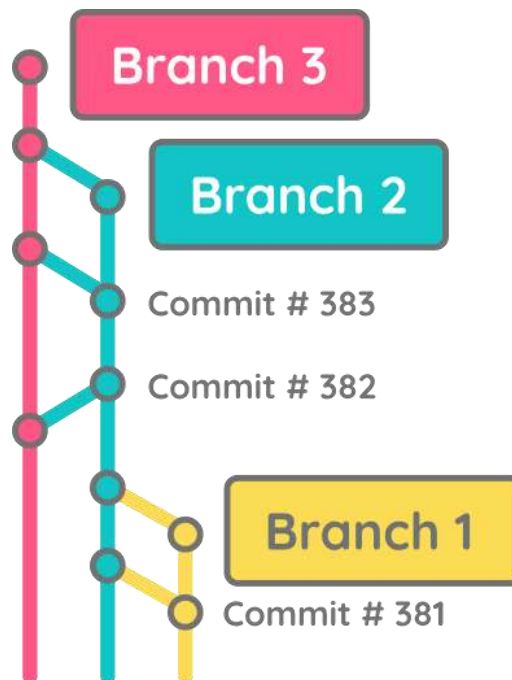 Branch 3
Branch 2
Commit # 383
Commit # 382
Branch 1
Commit # 381